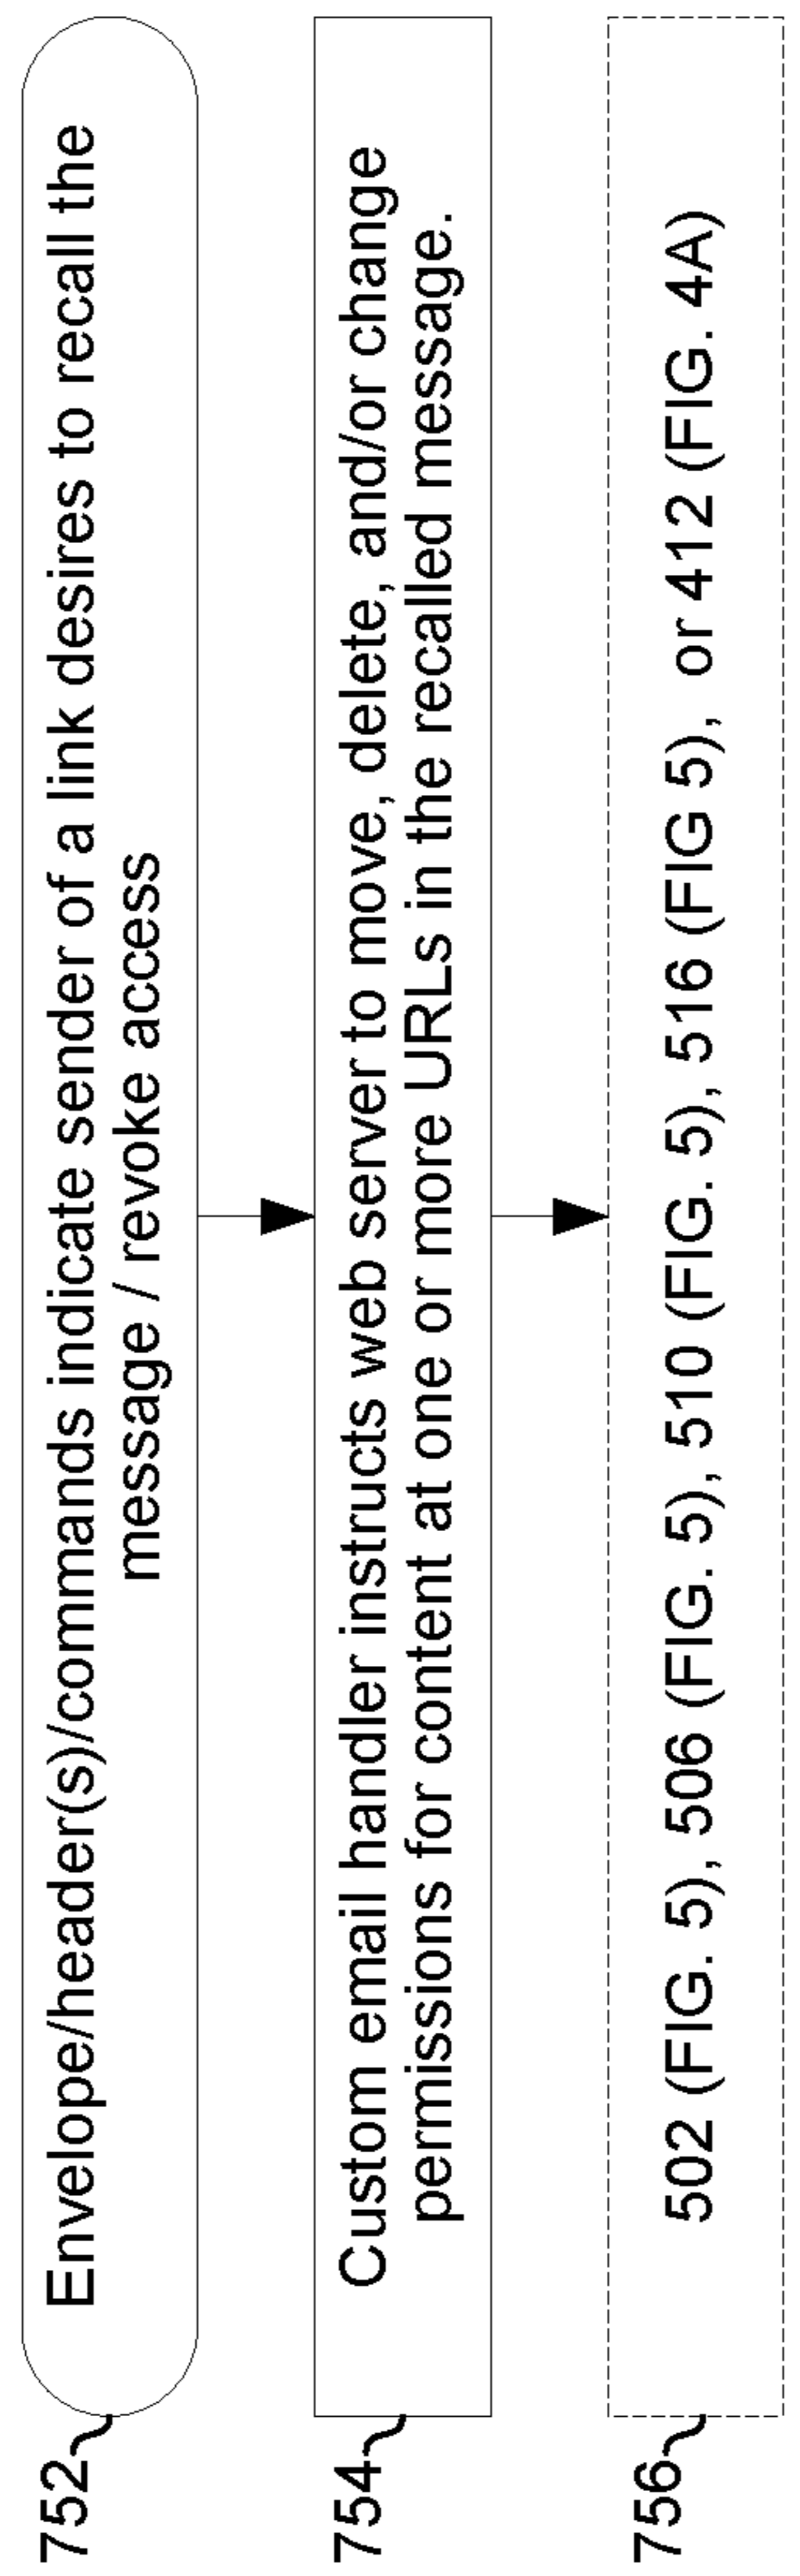 752
Envelope/header(s)/commands indicate sender of a link desires to recall the
message / revoke access
754
Custom email handler instructs web server to move, delete, and/or change
permissions for content at one or more URLs in the recalled message.
756
502 (FIG. 5), 506 (FIG. 5), 510 (FIG. 5), 516 (FIG 5), or 412 (FIG. 4A)